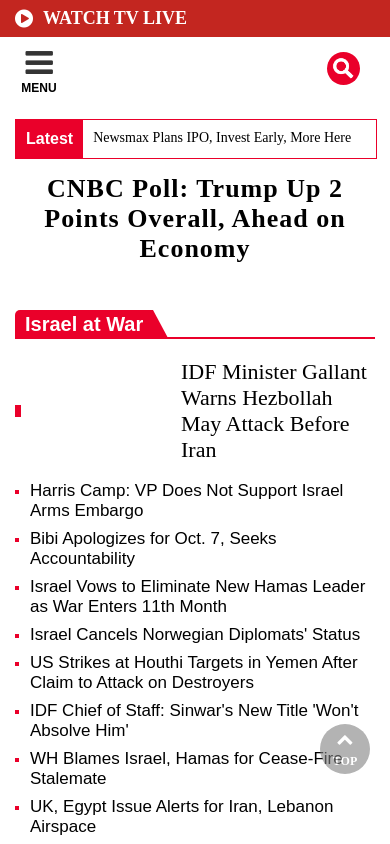 WATCH TV LIVE
MENU
Latest
Newsmax Plans IPO, Invest Early, More Here
CNBC Poll: Trump Up 2
Points Overall, Ahead on
Economy
Israel at War
IDF Minister Gallant
Warns Hezbollah
May Attack Before
Iran
Harris Camp: VP Does Not Support Israel
Arms Embargo
Bibi Apologizes for Oct. 7, Seeks
Accountability
Israel Vows to Eliminate New Hamas Leader
as War Enters 11th Month
Israel Cancels Norwegian Diplomats' Status
US Strikes at Houthi Targets in Yemen After
Claim to Attack on Destroyers
IDF Chief of Staff: Sinwar's New Title 'Won't
Absolve Him'
WH Blames Israel, Hamas for Cease-Fire
Stalemate
TOP
UK, Egypt Issue Alerts for Iran, Lebanon
Airspace